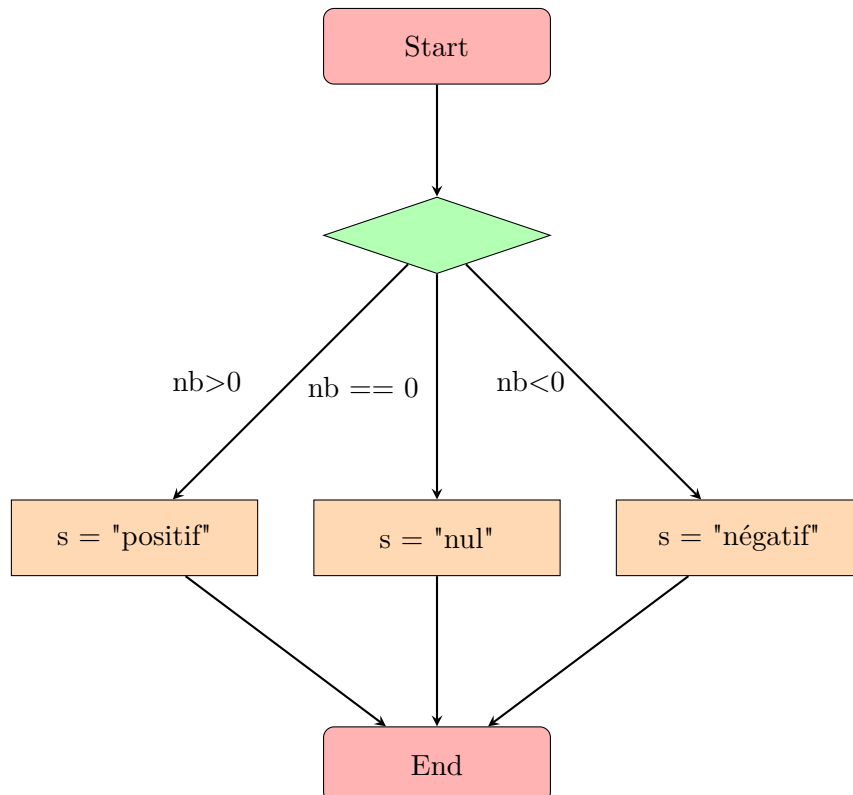 Start
nb>0
nb == 0
nb<0
s = "positif"
s = "nul"
s = "négatif"
End